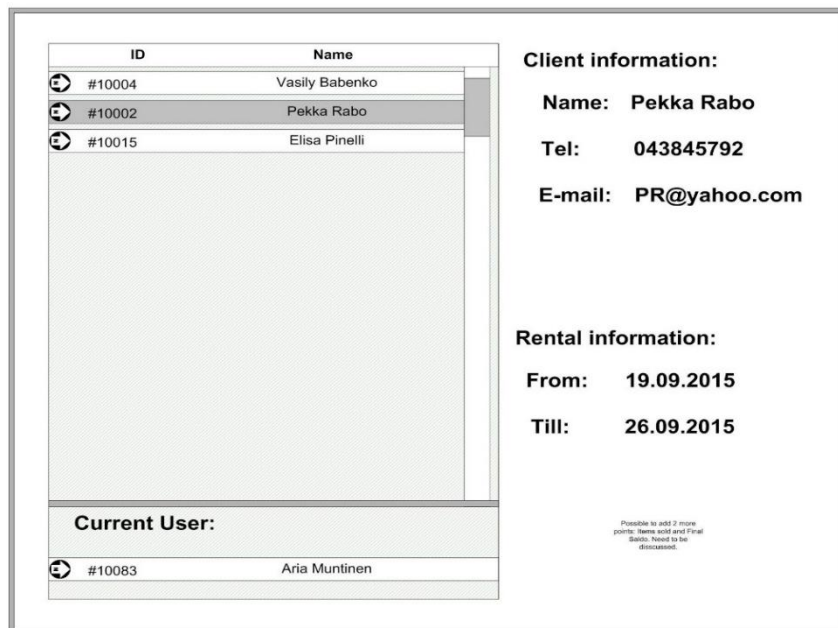 ID Name
#10004 Vasily Babenko
#10002 Pekka Rabo
#10015 Elisa Pinelli
Current User:
#10083 Aria Muntinen
Client information:
Name: Pekka Rabo
Tel: 043845792
E-mail: PR@yahoo.com
Rental information:
From: 19.09.2015
Till: 26.09.2015
Possible to add 2 more
points: Items sold and Final
Saldo. Need to be
disscussed.